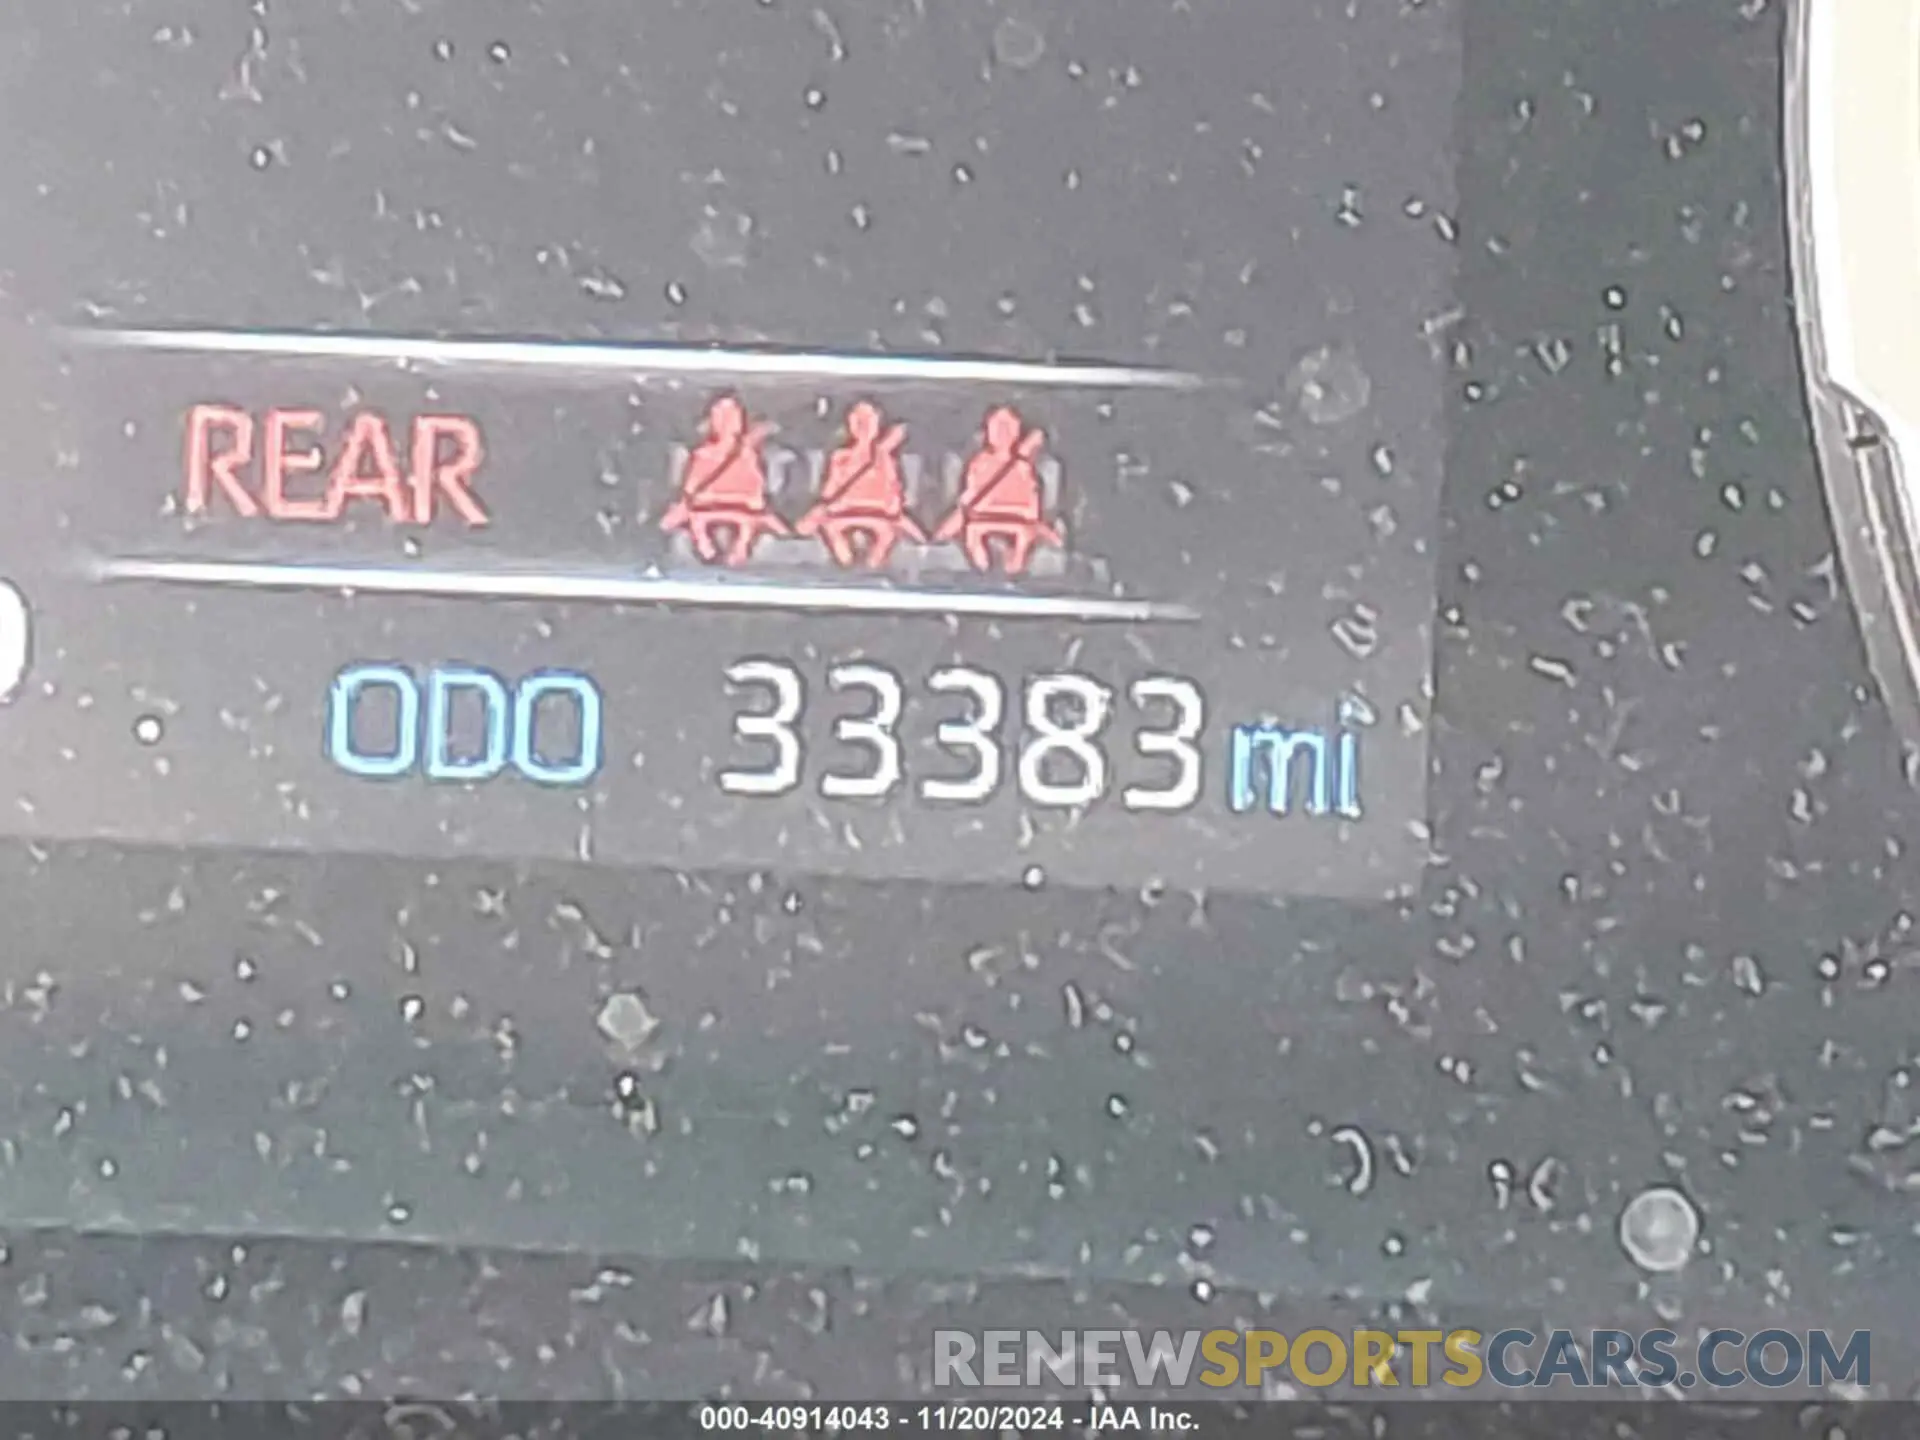 REAR
ODO 33383 mi
RENEWSPORTSCARS.COM
000-40914043 - 11/20/2024 - IAA Inc.